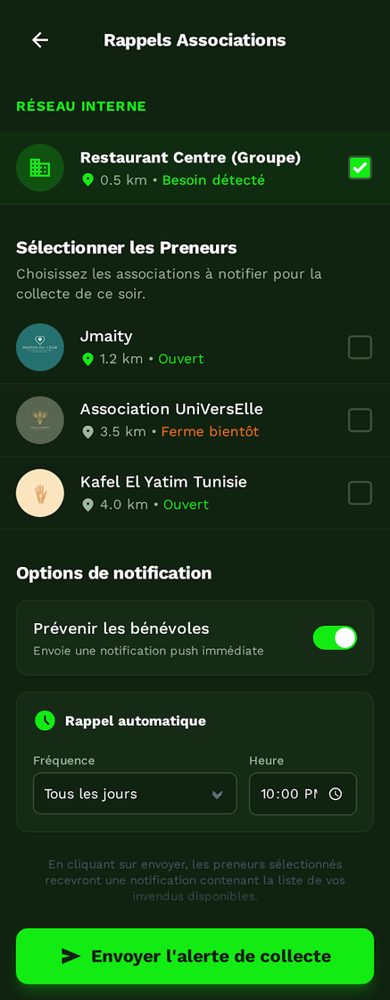 Rappels Associations
RÉSEAU INTERNE
Restaurant Centre (Groupe)
0.5 km • Besoin détecté
Sélectionner les Preneurs
Choisissez les associations à notifier pour la
collecte de ce soir.
Jmaity
1.2 km • Ouvert
Association UniVersElle
3.5 km • Ferme bientôt
Kafel El Yatim Tunisie
4.0 km • Ouvert
Options de notification
Prévenir les bénévoles
Envoie une notification push immédiate
Rappel automatique
Fréquence
Heure
Tous les jours
10:00 PM
En cliquant sur envoyer, les preneurs sélectionnés
recevront une notification contenant la liste de vos
invendus disponibles.
Envoyer l'alerte de collecte